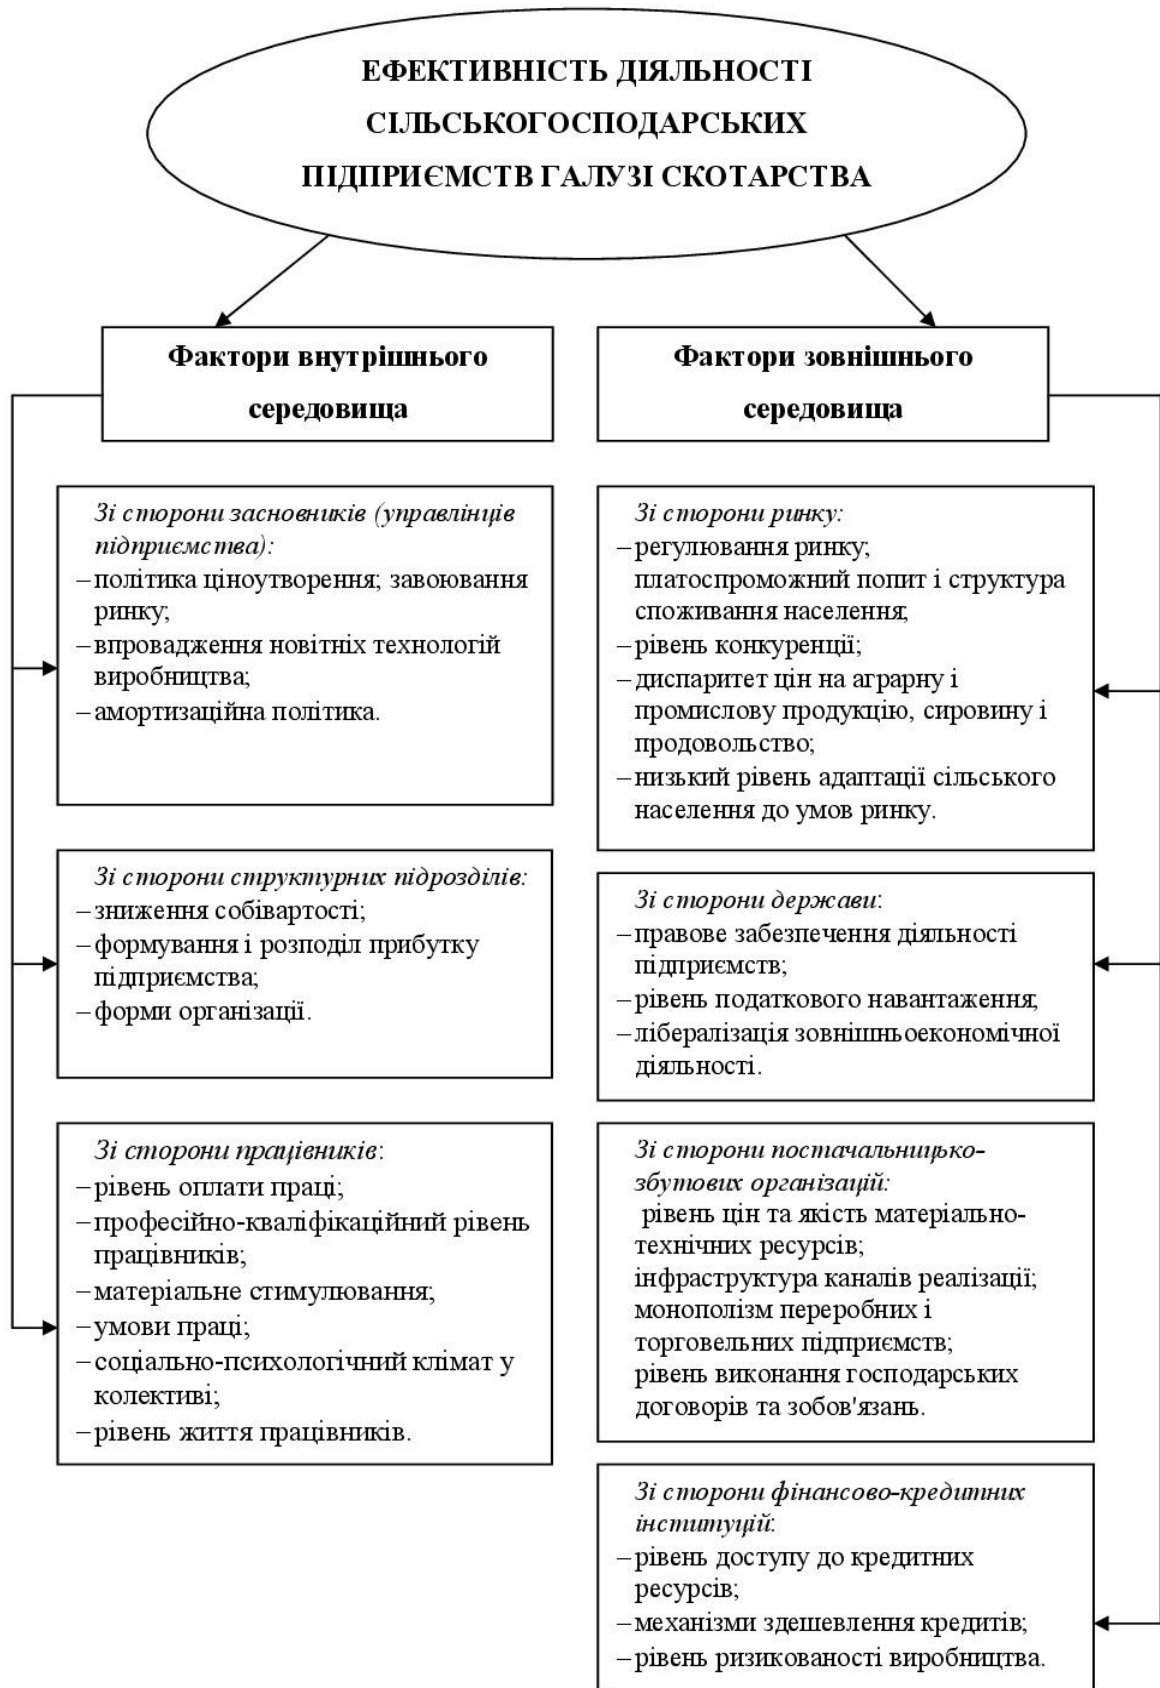 ЕФЕКТИВНІСТЬ ДІЯЛЬНОСТІ
СІЛЬСЬКОГОСПОДАРСЬКИХ
ПІДПРИЄМСТВ ГАЛУЗІ СКОТАРСТВА
Фактори внутрішнього
середовища
Зі сторони засновників (управлінців
підприємства):
– політика ціноутворення; завоювання
ринку;
– впровадження новітніх технологій
виробництва;
– амортизаційна політика.
Зі сторони структурних підрозділів:
– зниження собівартості;
– формування і розподіл прибутку
підприємства;
– форми організації.
Зі сторони працівників:
– рівень оплати праці;
– професійно-кваліфікаційний рівень
працівників;
– матеріальне стимулювання;
– умови праці;
– соціально-психологічний клімат у
колективі;
– рівень життя працівників.
Фактори зовнішнього
середовища
Зі сторони ринку:
– регулювання ринку;
платоспроможний попит і структура
споживання населення;
– рівень конкуренції;
– диспаритет цін на аграрну і
промислову продукцію, сировину і
продовольство;
– низький рівень адаптації сільського
населення до умов ринку.
Зі сторони держави:
– правове забезпечення діяльності
підприємств;
– рівень податкового навантаження;
– лібералізація зовнішньоекономічної
діяльності.
Зі сторони постачальницько-
збутових організацій:
рівень цін та якість матеріально-
технічних ресурсів;
інфраструктура каналів реалізації;
монополізм переробних і
торговельних підприємств;
рівень виконання господарських
договорів та зобов'язань.
Зі сторони фінансово-кредитних
інституцій:
– рівень доступу до кредитних
ресурсів;
– механізми здешевлення кредитів;
– рівень ризикованості виробництва.